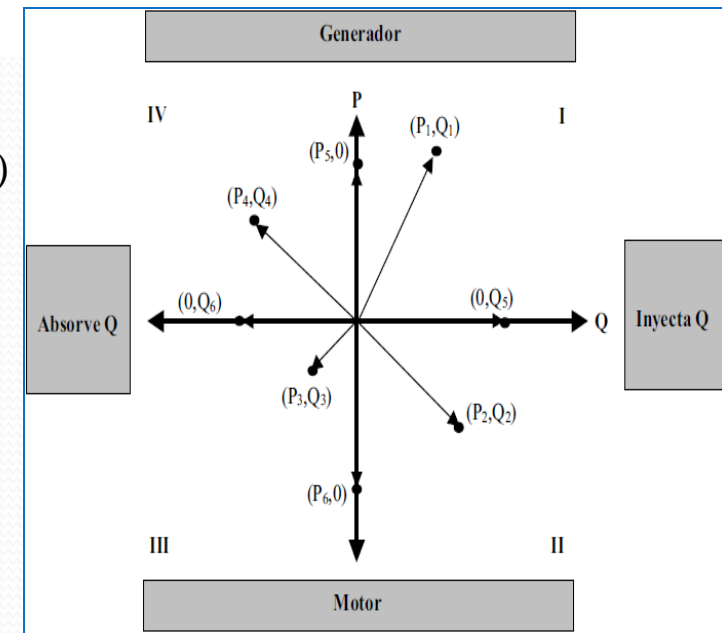 Generador
IV
P
I
(P₁,Q₁)
(P₅,0)
)
(P₄,Q₄)
(0,Q₆)
(0,Q₅)
Absorve Q
Q
Inyecta Q
(P₃,Q₃)
(P₂,Q₂)
(P₆,0)
III
II
Motor